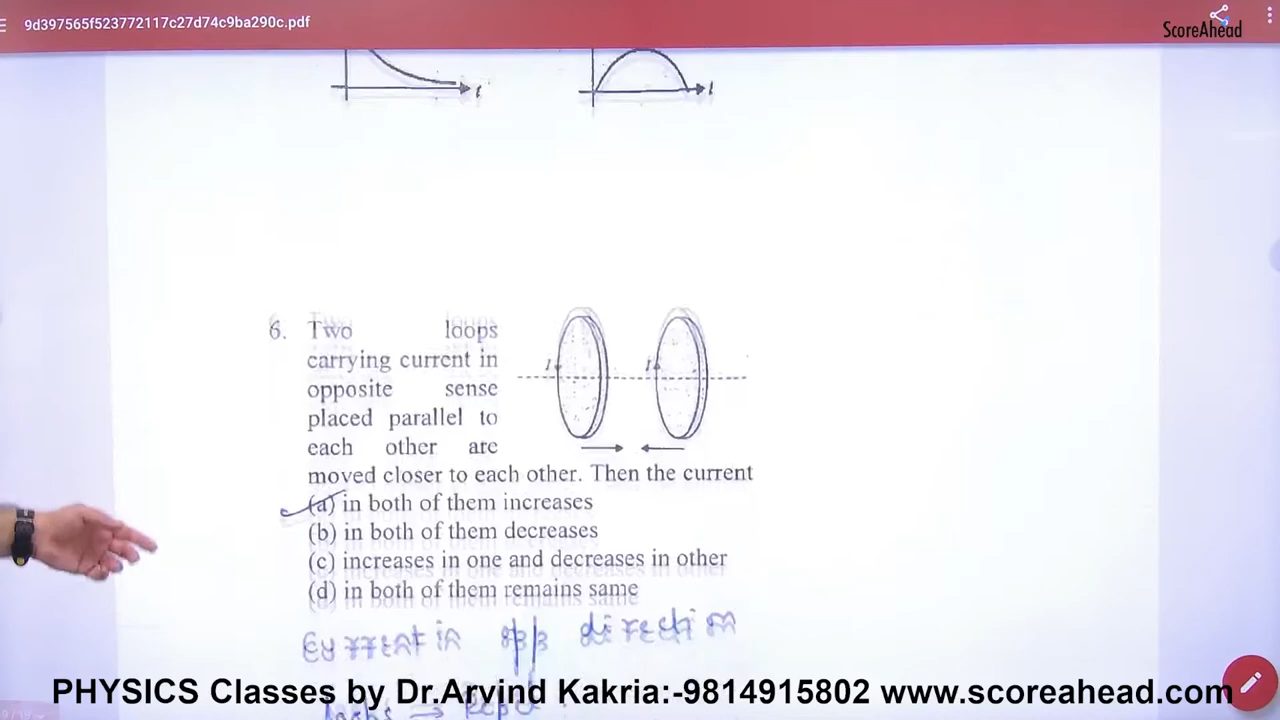 9d397565f523772117c27d74c9ba290c.pdf
ScoreAhead
t
t
6. Two loops
carrying current in
opposite sense
placed parallel to
each other are
moved closer to each other. Then the current
(a) in both of them increases
(b) in both of them decreases
(c) increases in one and decreases in other
(d) in both of them remains same
I
I
Current in opp direction
PHYSICS Classes by Dr.Arvind Kakria:-9814915802 www.scoreahead.com